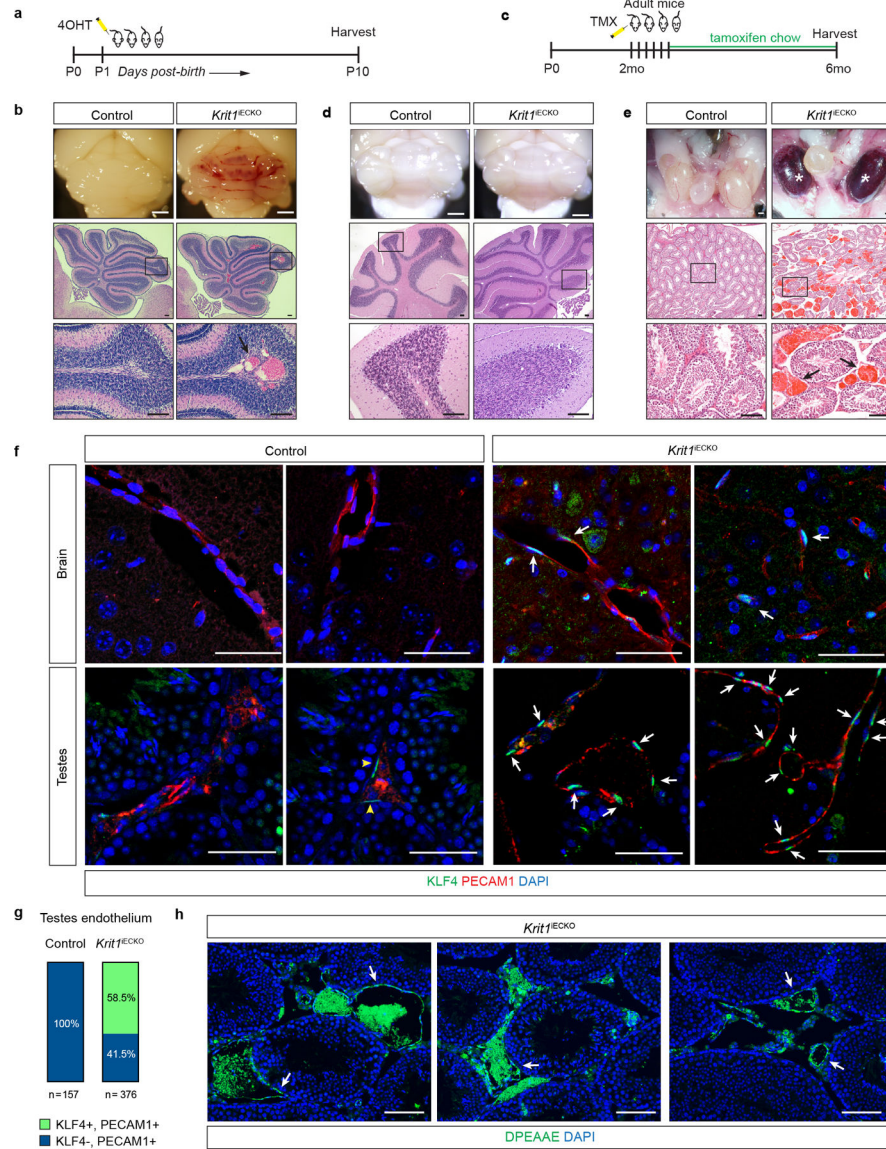 a
4OHT
Harvest
P0 P1 Days post-birth P10
c
Adult mice
TMX
tamoxifen chow
Harvest
P0 2mo 6mo
b
Control Krit1iECKO
d
Control Krit1iECKO
e
Control Krit1iECKO
* *
f
Control Krit1iECKO
Brain
Testes
KLF4 PECAM1 DAPI
g
Testes endothelium
Control Krit1iECKO
100%
58.5%
41.5%
n=157 n=376
KLF4+, PECAM1+
KLF4-, PECAM1+
h
Krit1iECKO
DPEAAE DAPI